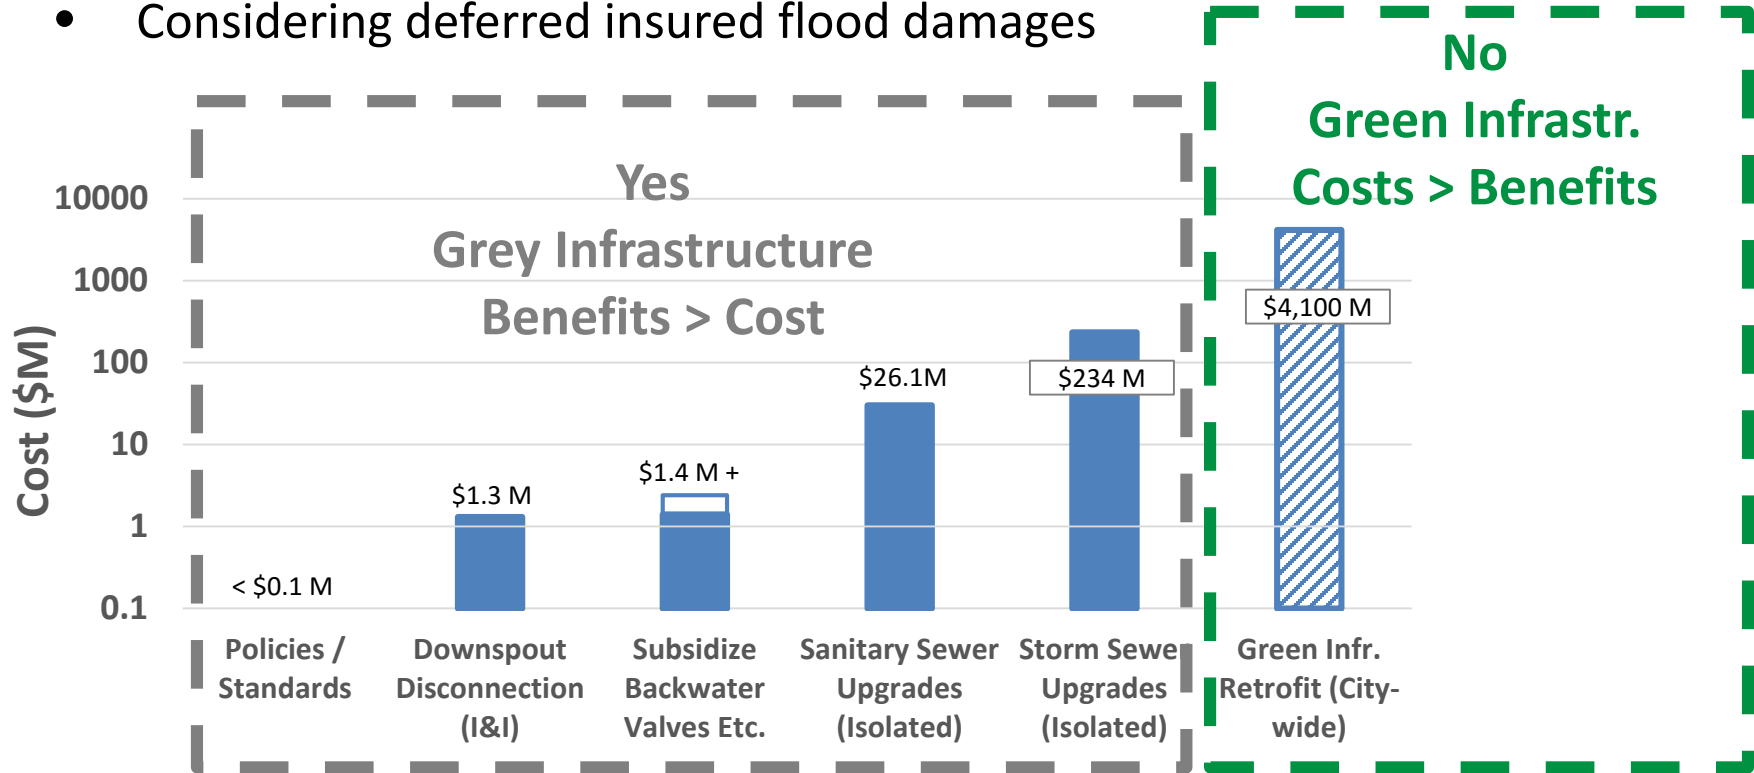 • Considering deferred insured flood damages
No
Green Infrastr.
Costs > Benefits
Yes
Grey Infrastructure
Benefits > Cost
Cost ($M)
10000
1000
100
10
1
0.1
< $0.1 M
$1.3 M
$1.4 M +
$26.1M
$234 M
$4,100 M
Policies /
Standards
Downspout
Disconnection
(I&I)
Subsidize
Backwater
Valves Etc.
Sanitary Sewer
Upgrades
(Isolated)
Storm Sewer
Upgrades
(Isolated)
Green Infr.
Retrofit (City-
wide)